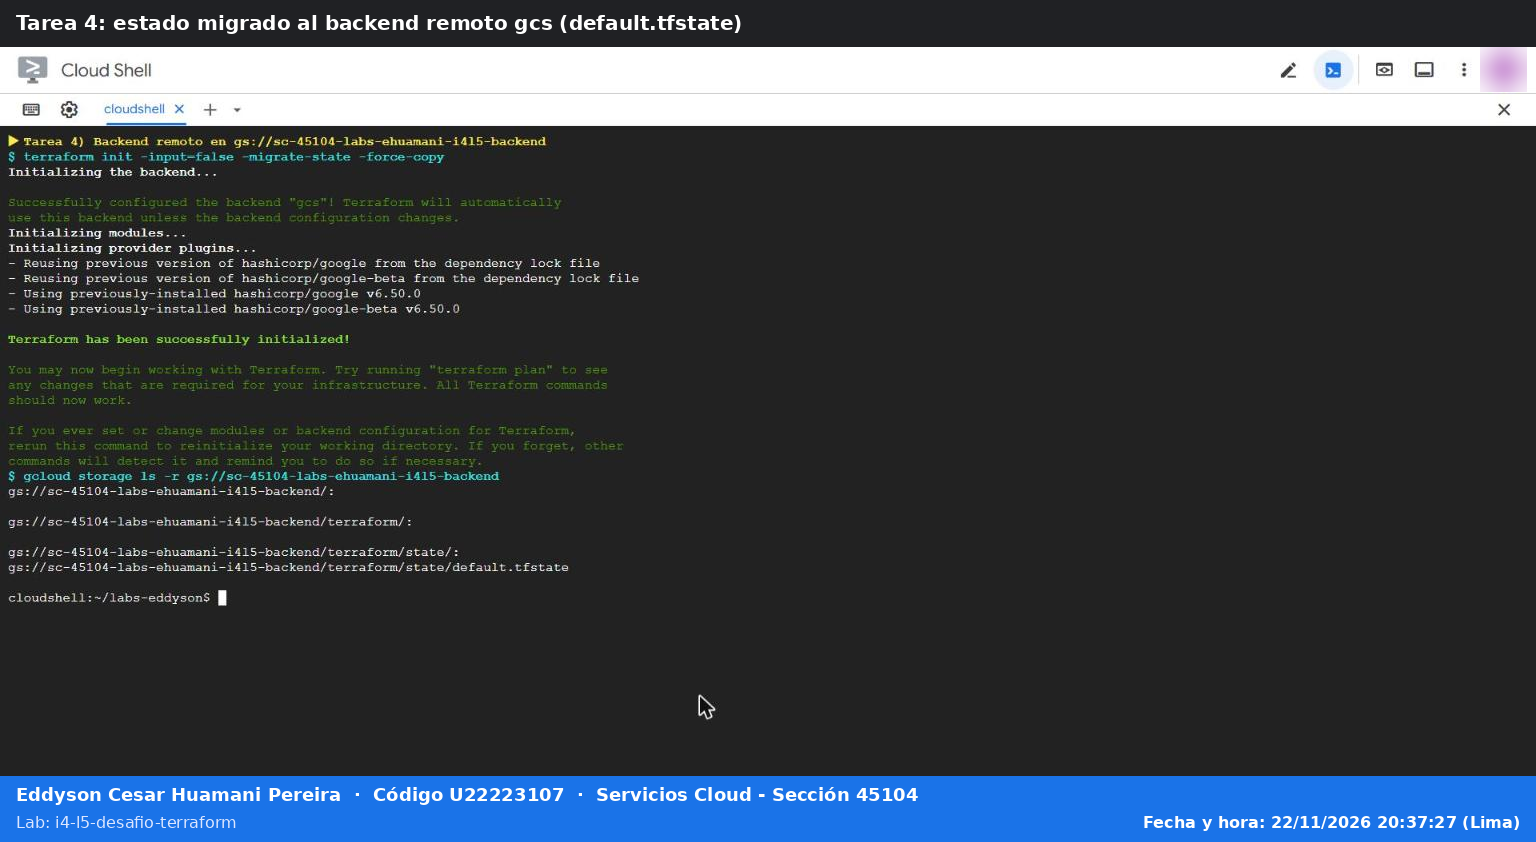 Tarea 4: estado migrado al backend remoto gcs (default.tfstate)
Cloud Shell
cloudshell
▶ Tarea 4) Backend remoto en gs://sc-45104-labs-ehuamani-i4l5-backend
$ terraform init -input=false -migrate-state -force-copy
Initializing the backend...
Successfully configured the backend "gcs"! Terraform will automatically
use this backend unless the backend configuration changes.
Initializing modules...
Initializing provider plugins...
- Reusing previous version of hashicorp/google from the dependency lock file
- Reusing previous version of hashicorp/google-beta from the dependency lock file
- Using previously-installed hashicorp/google v6.50.0
- Using previously-installed hashicorp/google-beta v6.50.0
Terraform has been successfully initialized!
You may now begin working with Terraform. Try running "terraform plan" to see
any changes that are required for your infrastructure. All Terraform commands
should now work.
If you ever set or change modules or backend configuration for Terraform,
rerun this command to reinitialize your working directory. If you forget, other
commands will detect it and remind you to do so if necessary.
$ gcloud storage ls -r gs://sc-45104-labs-ehuamani-i4l5-backend
gs://sc-45104-labs-ehuamani-i4l5-backend/:
gs://sc-45104-labs-ehuamani-i4l5-backend/terraform/:
gs://sc-45104-labs-ehuamani-i4l5-backend/terraform/state/:
gs://sc-45104-labs-ehuamani-i4l5-backend/terraform/state/default.tfstate
cloudshell:~/labs-eddyson$
Eddyson Cesar Huamani Pereira · Código U22223107 · Servicios Cloud - Sección 45104
Lab: i4-l5-desafio-terraform
Fecha y hora: 22/11/2026 20:37:27 (Lima)